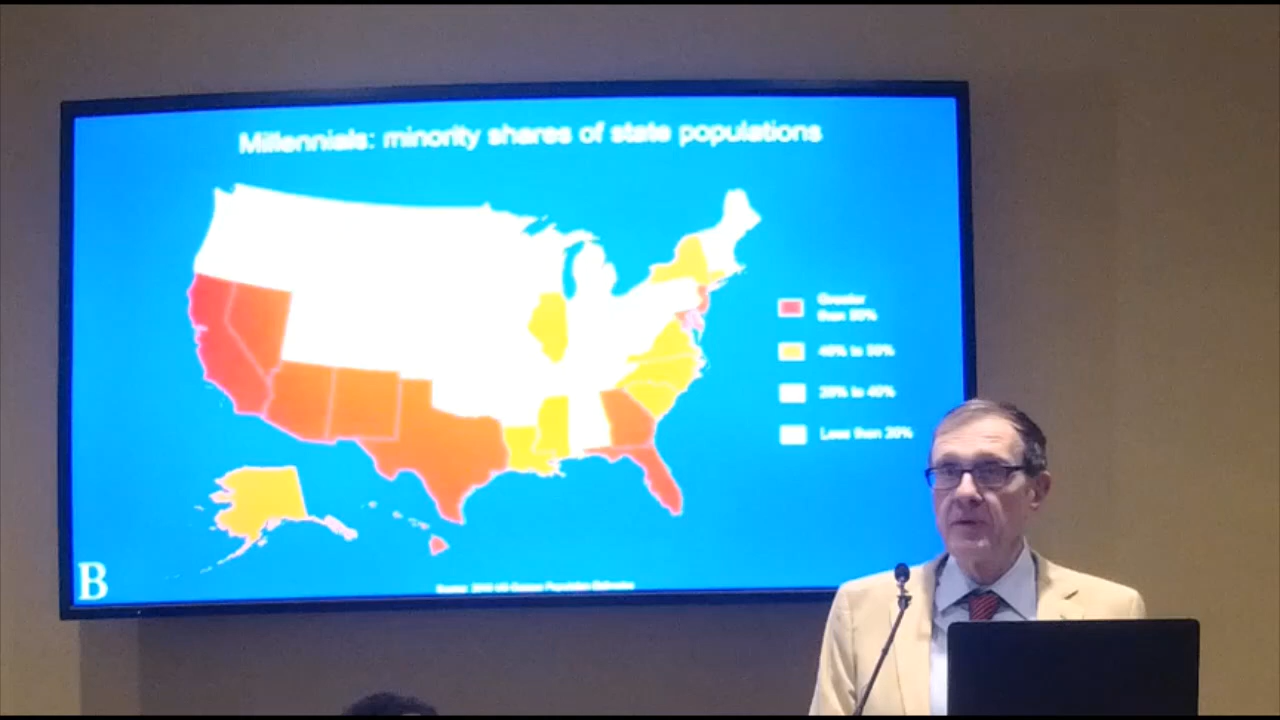 Millennials: minority shares of state populations
Greater
than 50%
40% to 50%
20% to 40%
Less than 20%
B